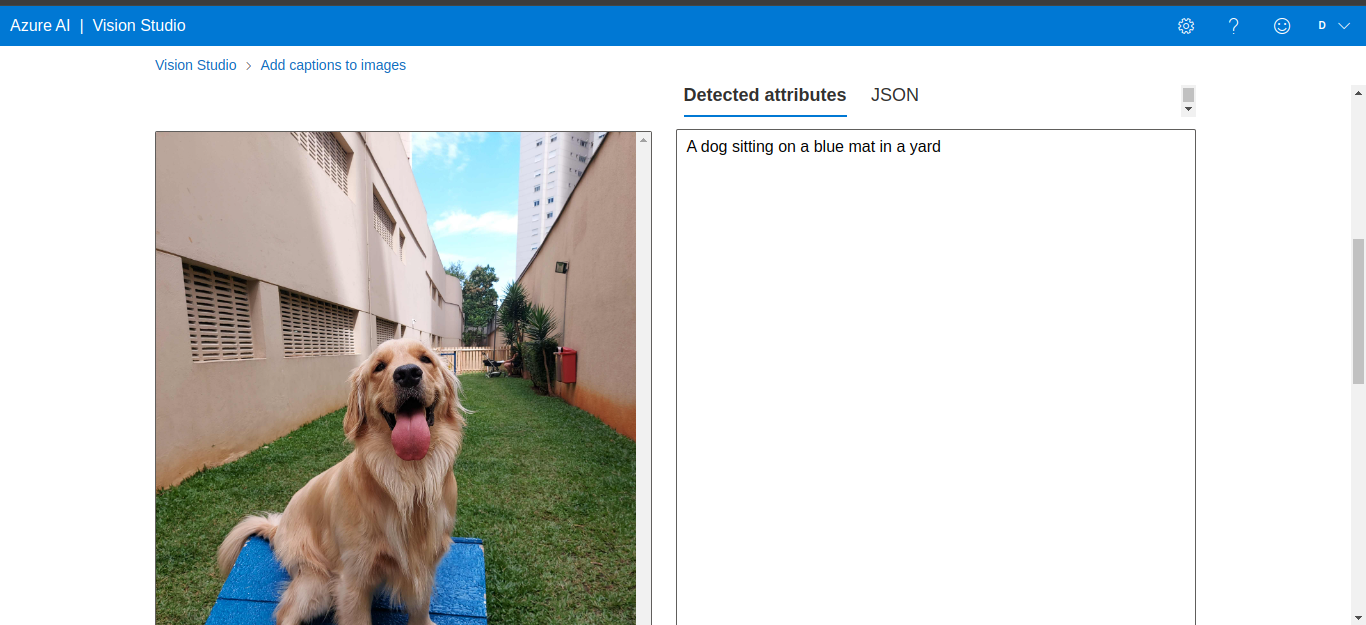 Azure AI | Vision Studio
D
Vision Studio > Add captions to images
Detected attributes JSON
A dog sitting on a blue mat in a yard